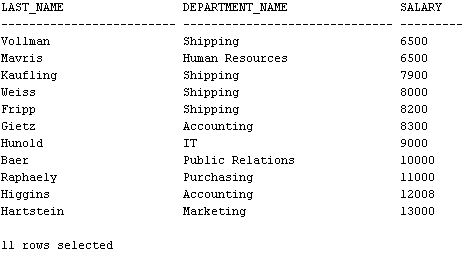 LAST_NAME DEPARTMENT_NAME SALARY
------------------------- ------------------------------ ----------
Vollman Shipping 6500
Mavris Human Resources 6500
Kaufling Shipping 7900
Weiss Shipping 8000
Fripp Shipping 8200
Gietz Accounting 8300
Hunold IT 9000
Baer Public Relations 10000
Raphaely Purchasing 11000
Higgins Accounting 12008
Hartstein Marketing 13000
11 rows selected